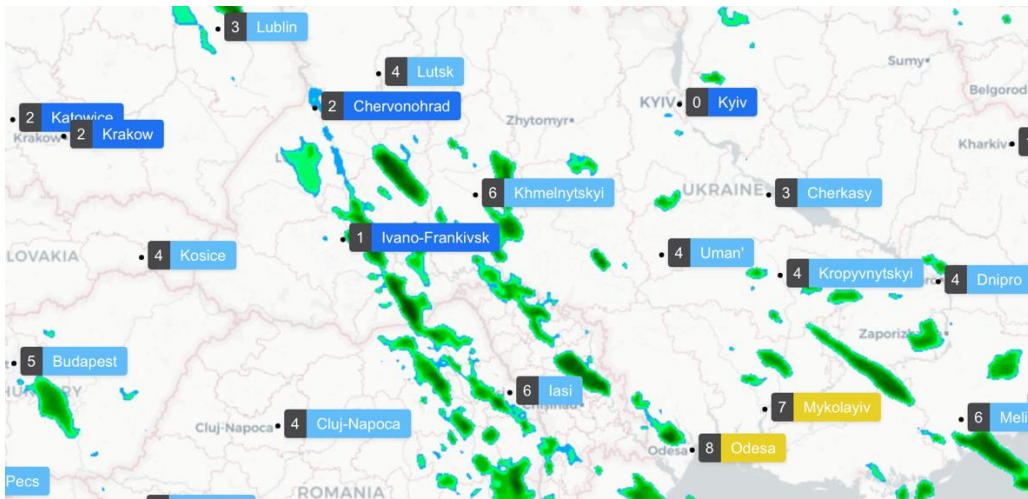 3 Lublin
4 Lutsk
Sumy
2 Katowice
2 Chervonohrad
KYIV
0 Kyiv
Belgorod
Krakow
2 Krakow
Zhytomyr
Kharkiv
6 Khmelnytskyi
UKRAINE
3 Cherkasy
1 Ivano-Frankivsk
LOVAKIA
4 Kosice
4 Uman'
4 Kropyvnytskyi
4 Dnipro
5 Budapest
6 Iasi
Chisinau
7 Mykolayiv
6 Meli
Cluj-Napoca
4 Cluj-Napoca
Odesa
8 Odesa
Pecs
ROMANIA